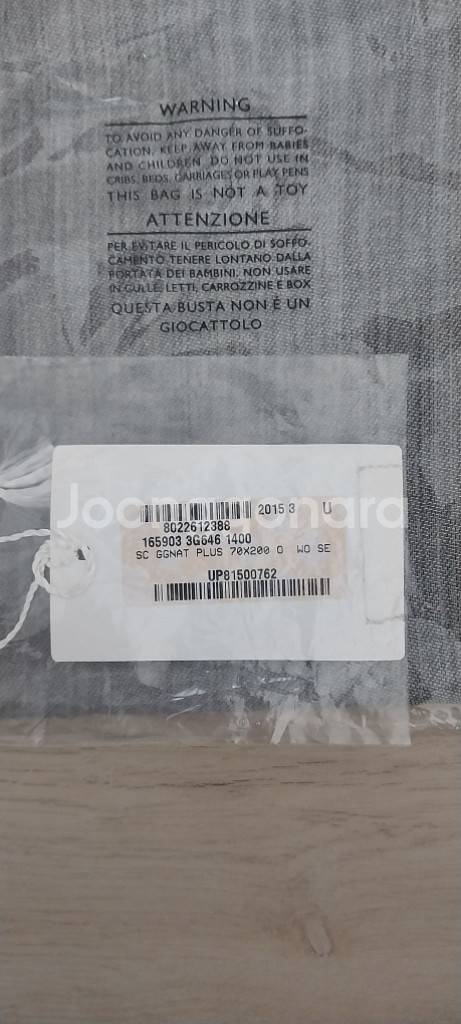 WARNING
TO AVOID ANY DANGER OF SUFFO-
CATION, KEEP AWAY FROM BABIES
AND CHILDREN. DO NOT USE IN
CRIBS, BEDS, CARRIAGES OR PLAY PENS
THIS BAG IS NOT A TOY
ATTENZIONE
PER EVITARE IL PERICOLO DI SOFFO-
CAMENTO TENERE LONTANO DALLA
PORTATA DEI BAMBINI, NON USARE
IN CULLE, LETTI, CARROZZINE E BOX
QUESTA BUSTA NON È UN
GIOCATTOLO
Joonggonara
2015 3 U
8022612388
165903 3G646 1400
SC GGNAT PLUS 70X200 O WO SE
UP81500762